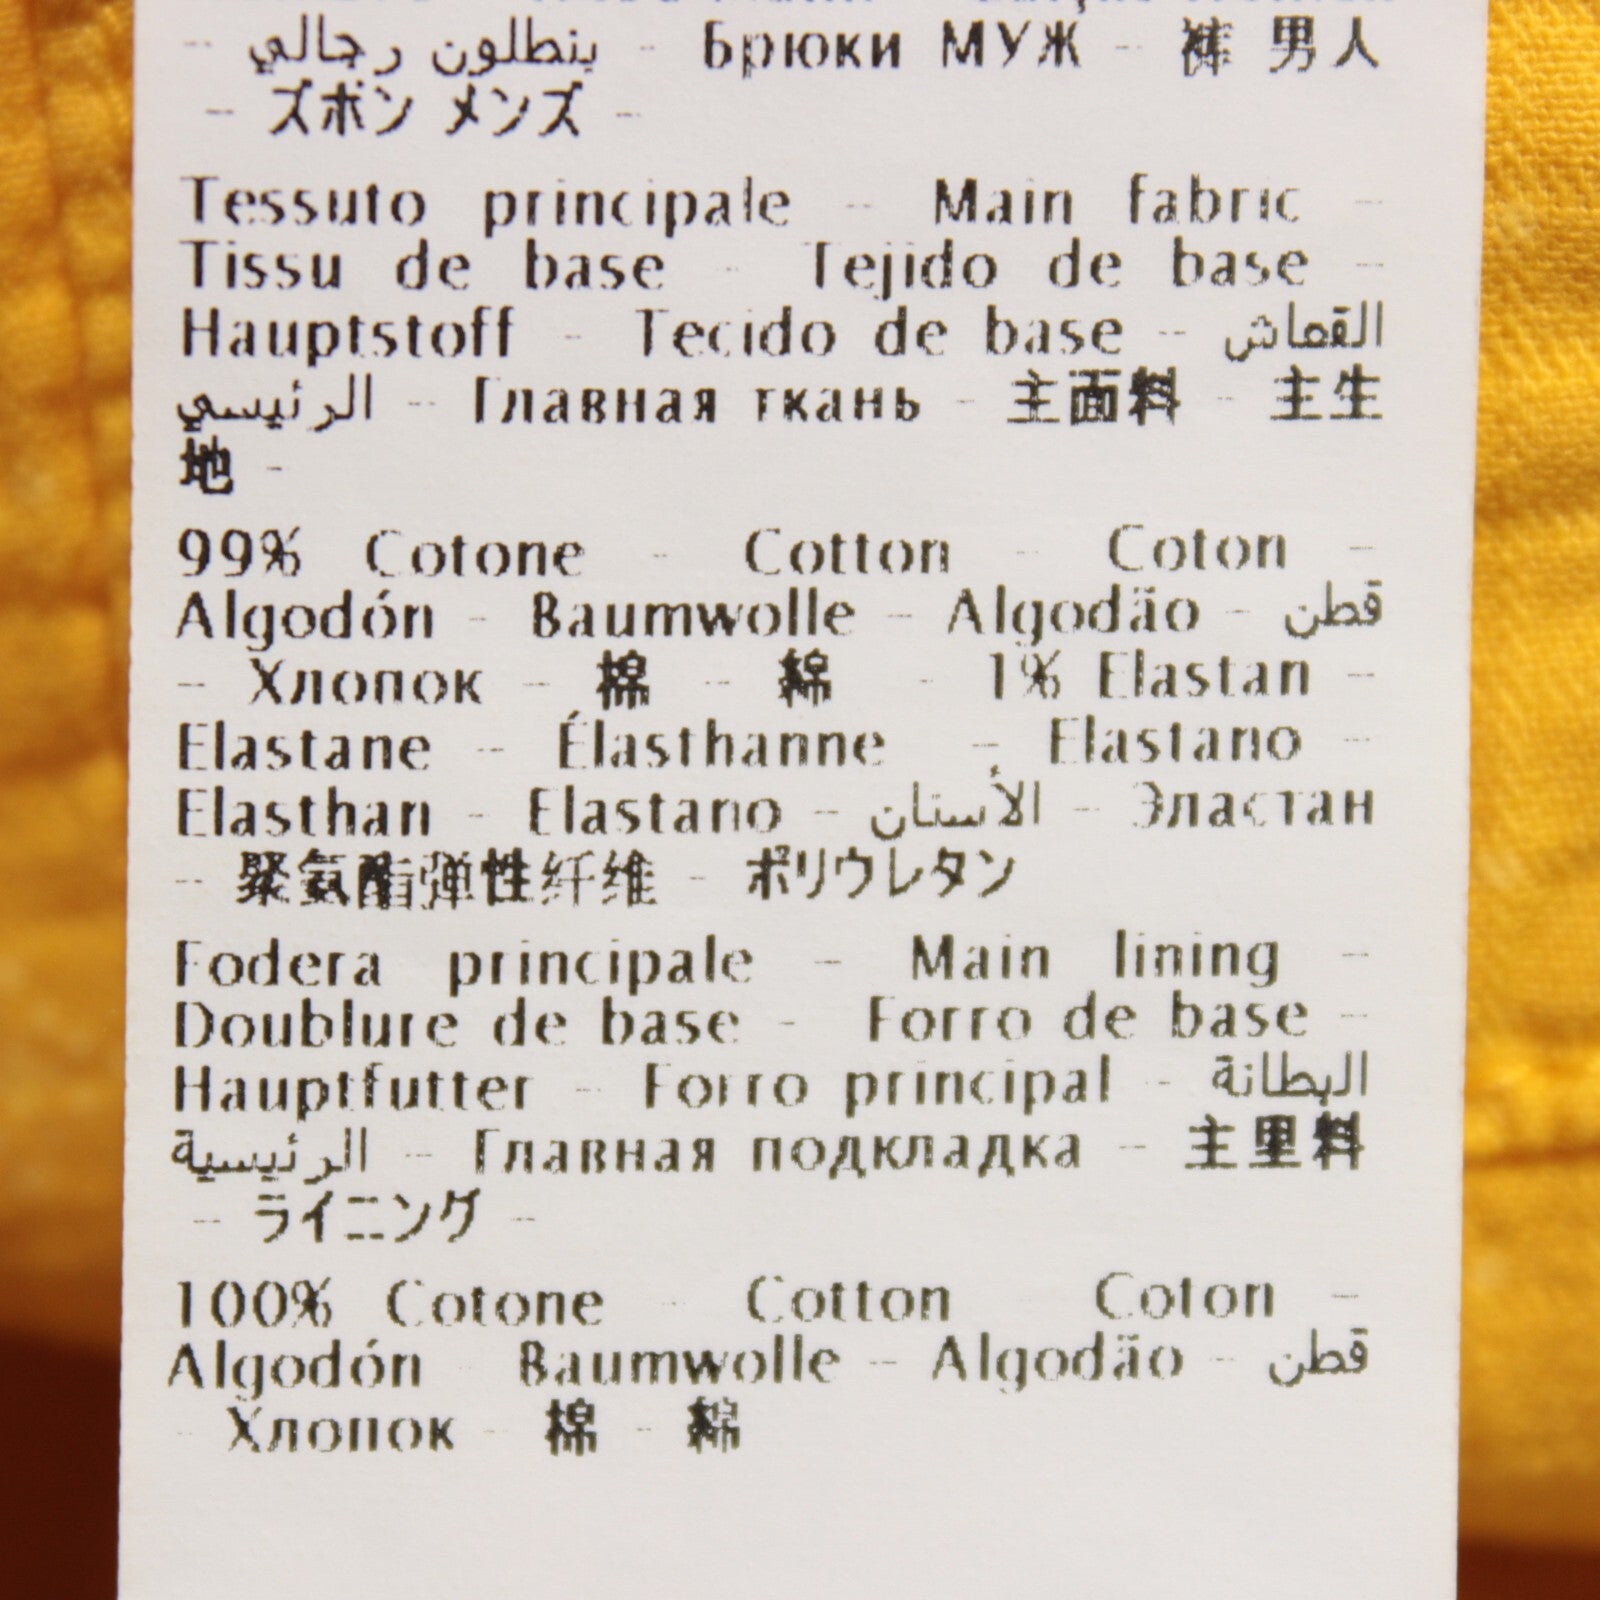 - بنطلون رجالي - Брюки МУЖ - 裤 男人
- ズボン メンズ -
Tessuto principale - Main fabric -
Tissu de base - Tejido de base -
Hauptstoff - Tecido de base - القماش
الرئيسي - Главная ткань - 主面料 - 主生
地 -
99% Cotone - Cotton - Coton -
Algodón - Baumwolle - Algodão - قطن
- Хлопок - 棉 - 綿 - 1% Elastan -
Elastane - Élasthanne - Elastano -
Elasthan - Elastano - الأستان - Эластан
- 聚氨酯弹性纤维 - ポリウレタン
Fodera principale - Main lining -
Doublure de base - Forro de base -
Hauptfutter - Forro principal - البطانة
الرئيسية - Главная подкладка - 主里料
- ライニング -
100% Cotone - Cotton - Coton -
Algodón - Baumwolle - Algodão - قطن
- Хлопок - 棉 - 綿